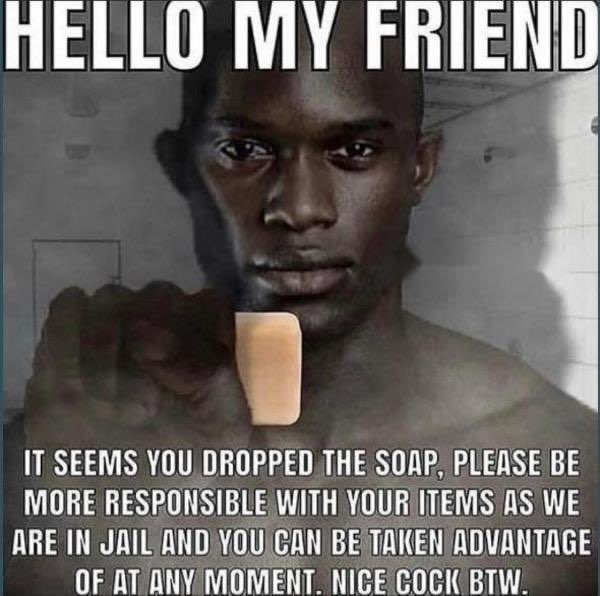 HELLO MY FRIEND
IT SEEMS YOU DROPPED THE SOAP, PLEASE BE
MORE RESPONSIBLE WITH YOUR ITEMS AS WE
ARE IN JAIL AND YOU CAN BE TAKEN ADVANTAGE
OF AT ANY MOMENT. NICE COCK BTW.